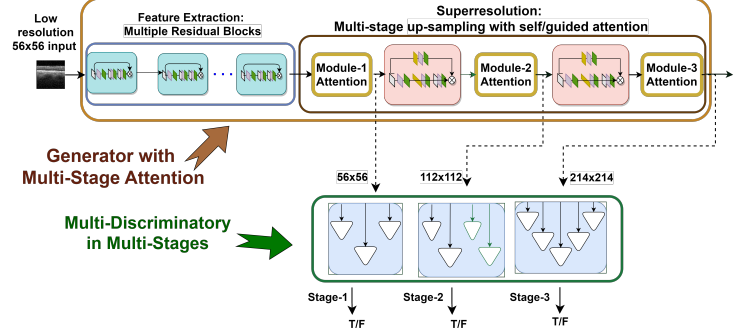 Low
resolution
56x56 input
Feature Extraction:
Multiple Residual Blocks
Superresolution:
Multi-stage up-sampling with self/guided attention
Module-1
Attention
Module-2
Attention
Module-3
Attention
Generator with
Multi-Stage Attention
56x56
112x112
214x214
Multi-Discriminatory
in Multi-Stages
Stage-1
Stage-2
Stage-3
T/F
T/F
T/F